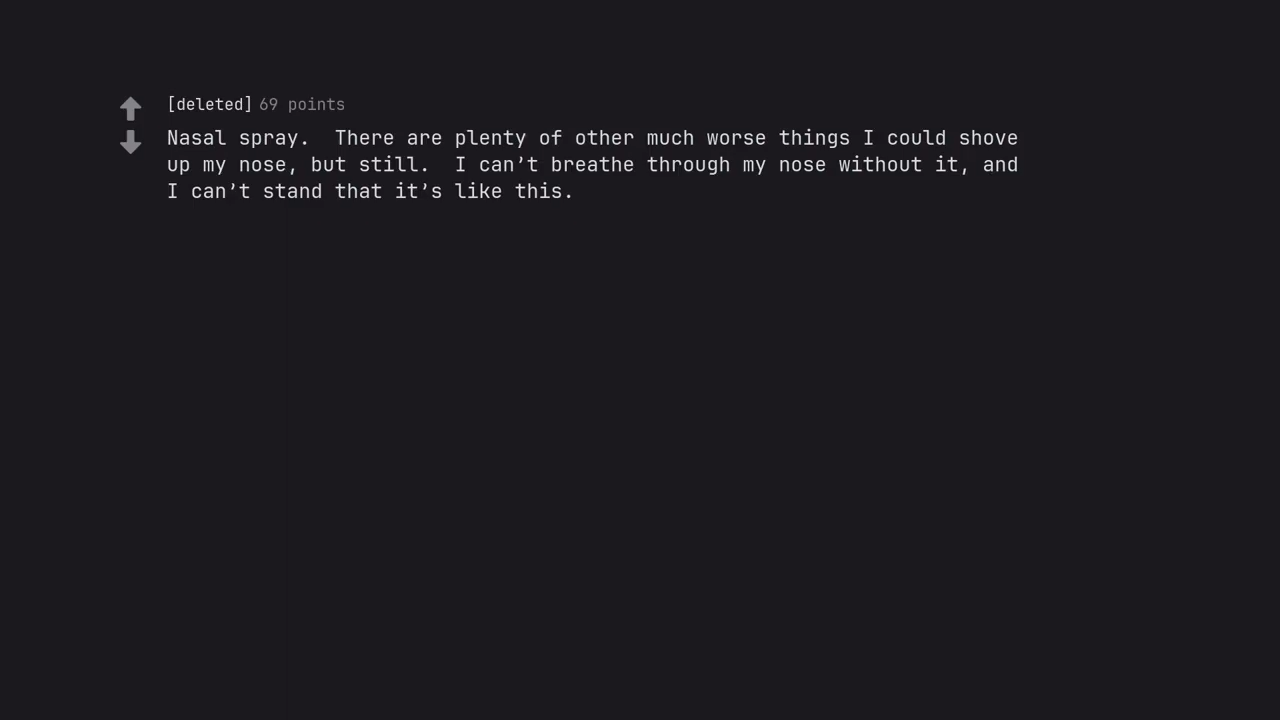 [deleted] 69 points
Nasal spray.  There are plenty of other much worse things I could shove
up my nose, but still.  I can’t breathe through my nose without it, and
I can’t stand that it’s like this.